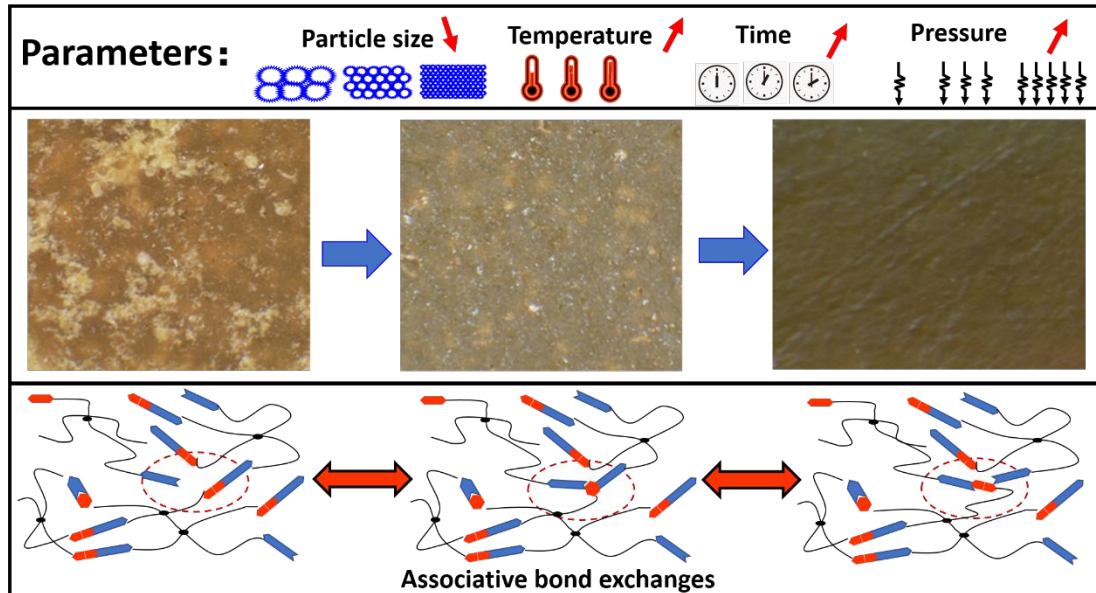 Parameters:
Particle size
Temperature
Time
Pressure
Associative bond exchanges